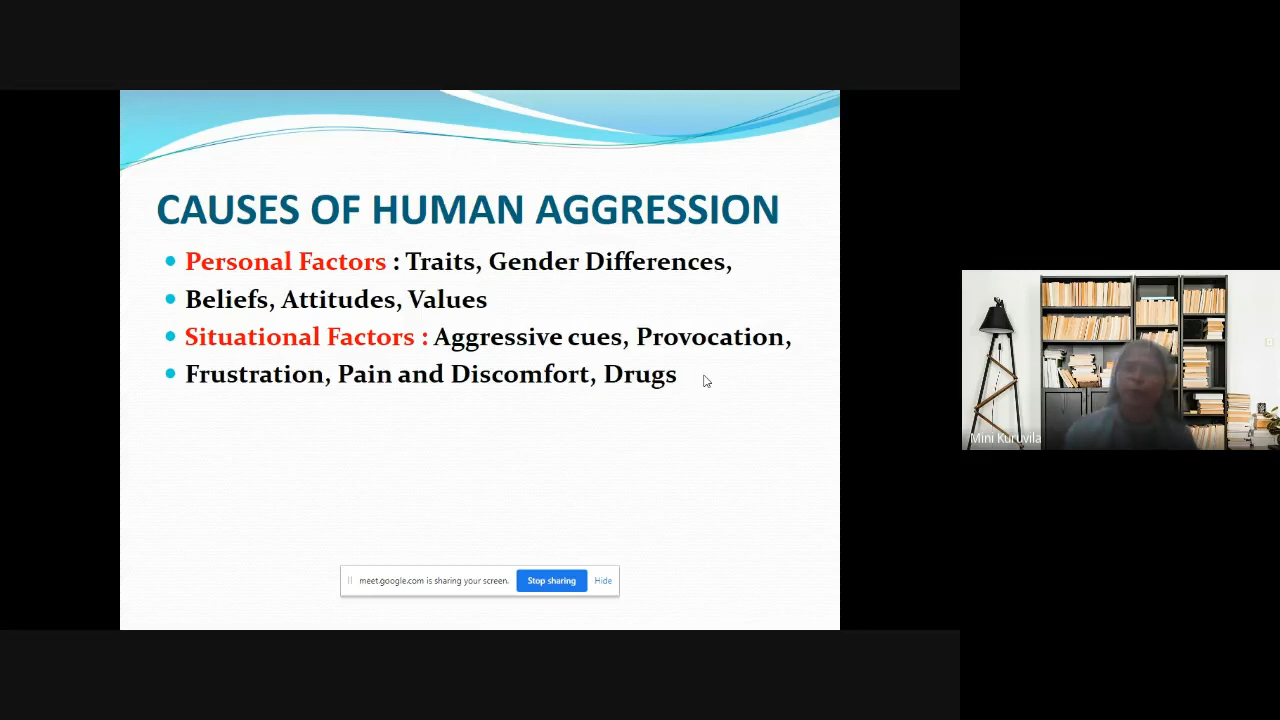 CAUSES OF HUMAN AGGRESSION
Personal Factors : Traits, Gender Differences,
Beliefs, Attitudes, Values
Situational Factors : Aggressive cues, Provocation,
Frustration, Pain and Discomfort, Drugs
Mini Kuruvila
meet.google.com is sharing your screen. Stop sharing Hide